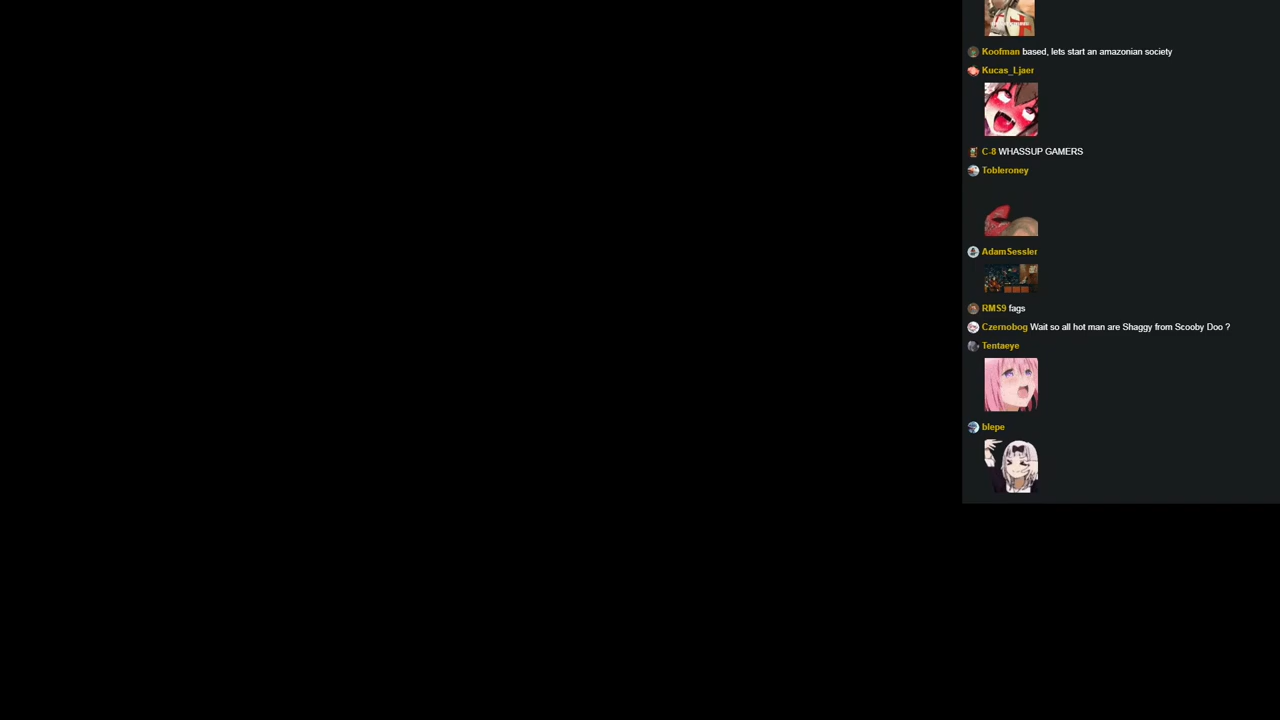 Koofman based, lets start an amazonian society
Kucas_Ljaer
C-8 WHASSUP GAMERS
Tobleroney
AdamSessler
RMS9 fags
Czernobog Wait so all hot man are Shaggy from Scooby Doo ?
Tentaeye
blepe